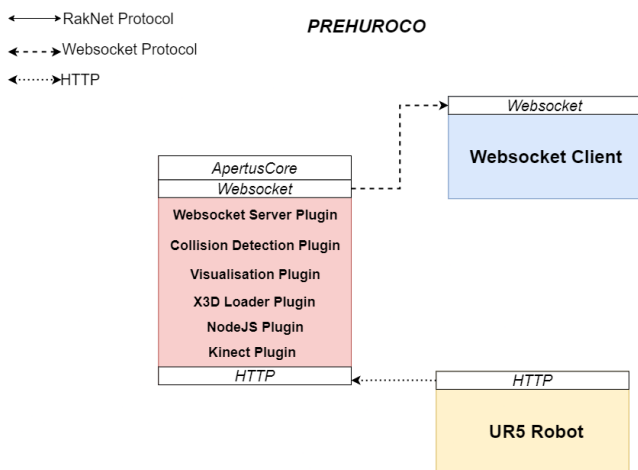 RakNet Protocol
PREHUROCO
Websocket Protocol
HTTP
Websocket
Websocket Client
ApertusCore
Websocket
Websocket Server Plugin
Collision Detection Plugin
Visualisation Plugin
X3D Loader Plugin
NodeJS Plugin
Kinect Plugin
HTTP
HTTP
UR5 Robot